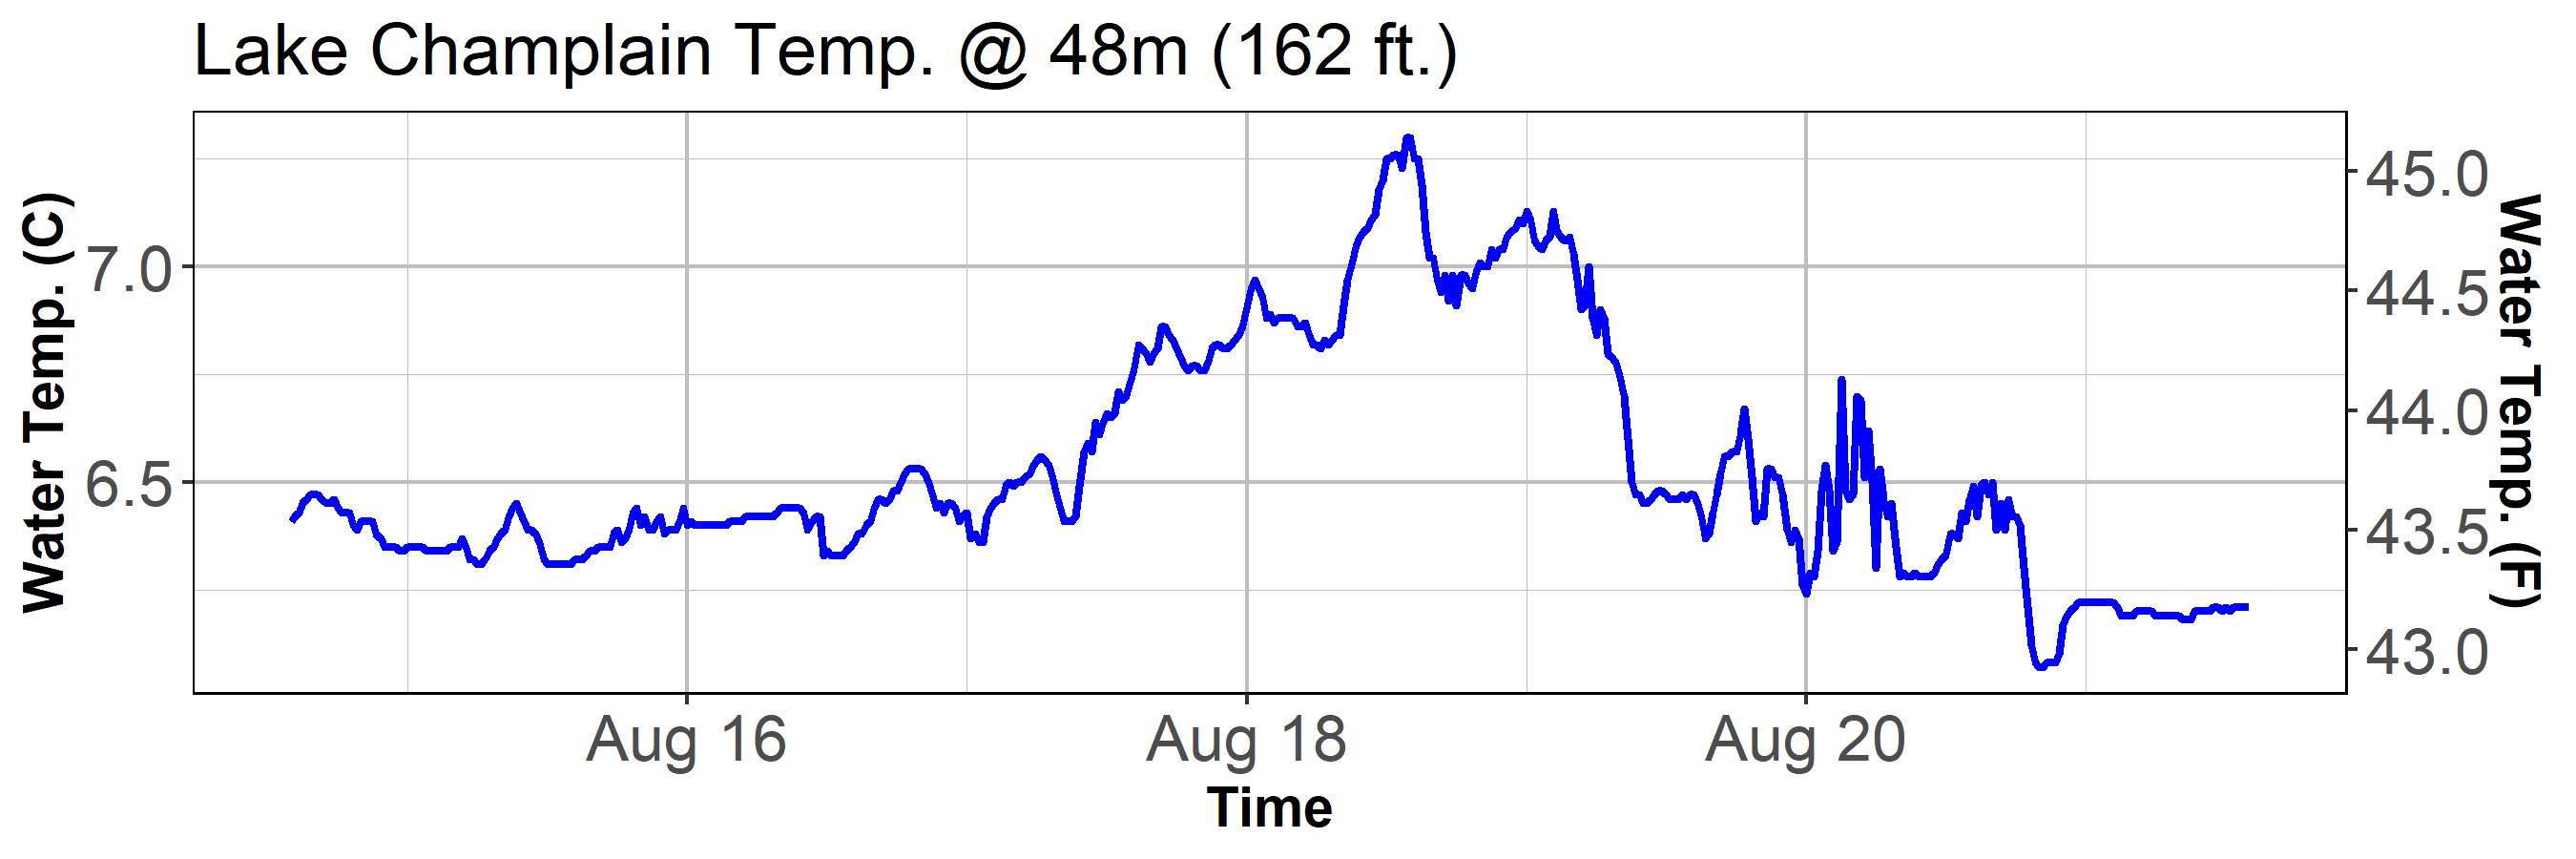 Lake Champlain Temp. @ 48m (162 ft.)
Water Temp. (C)
7.0
6.5
45.0
44.5
44.0
43.5
43.0
Water Temp. (F)
Aug 16
Aug 18
Aug 20
Time